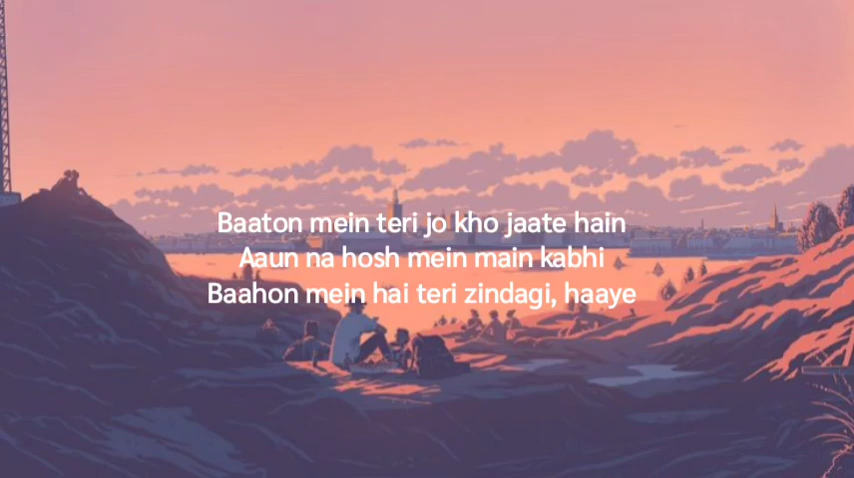 Baaton mein teri jo kho jaate hain
Aaun na hosh mein main kabhi
Baahon mein hai teri zindagi, haaye